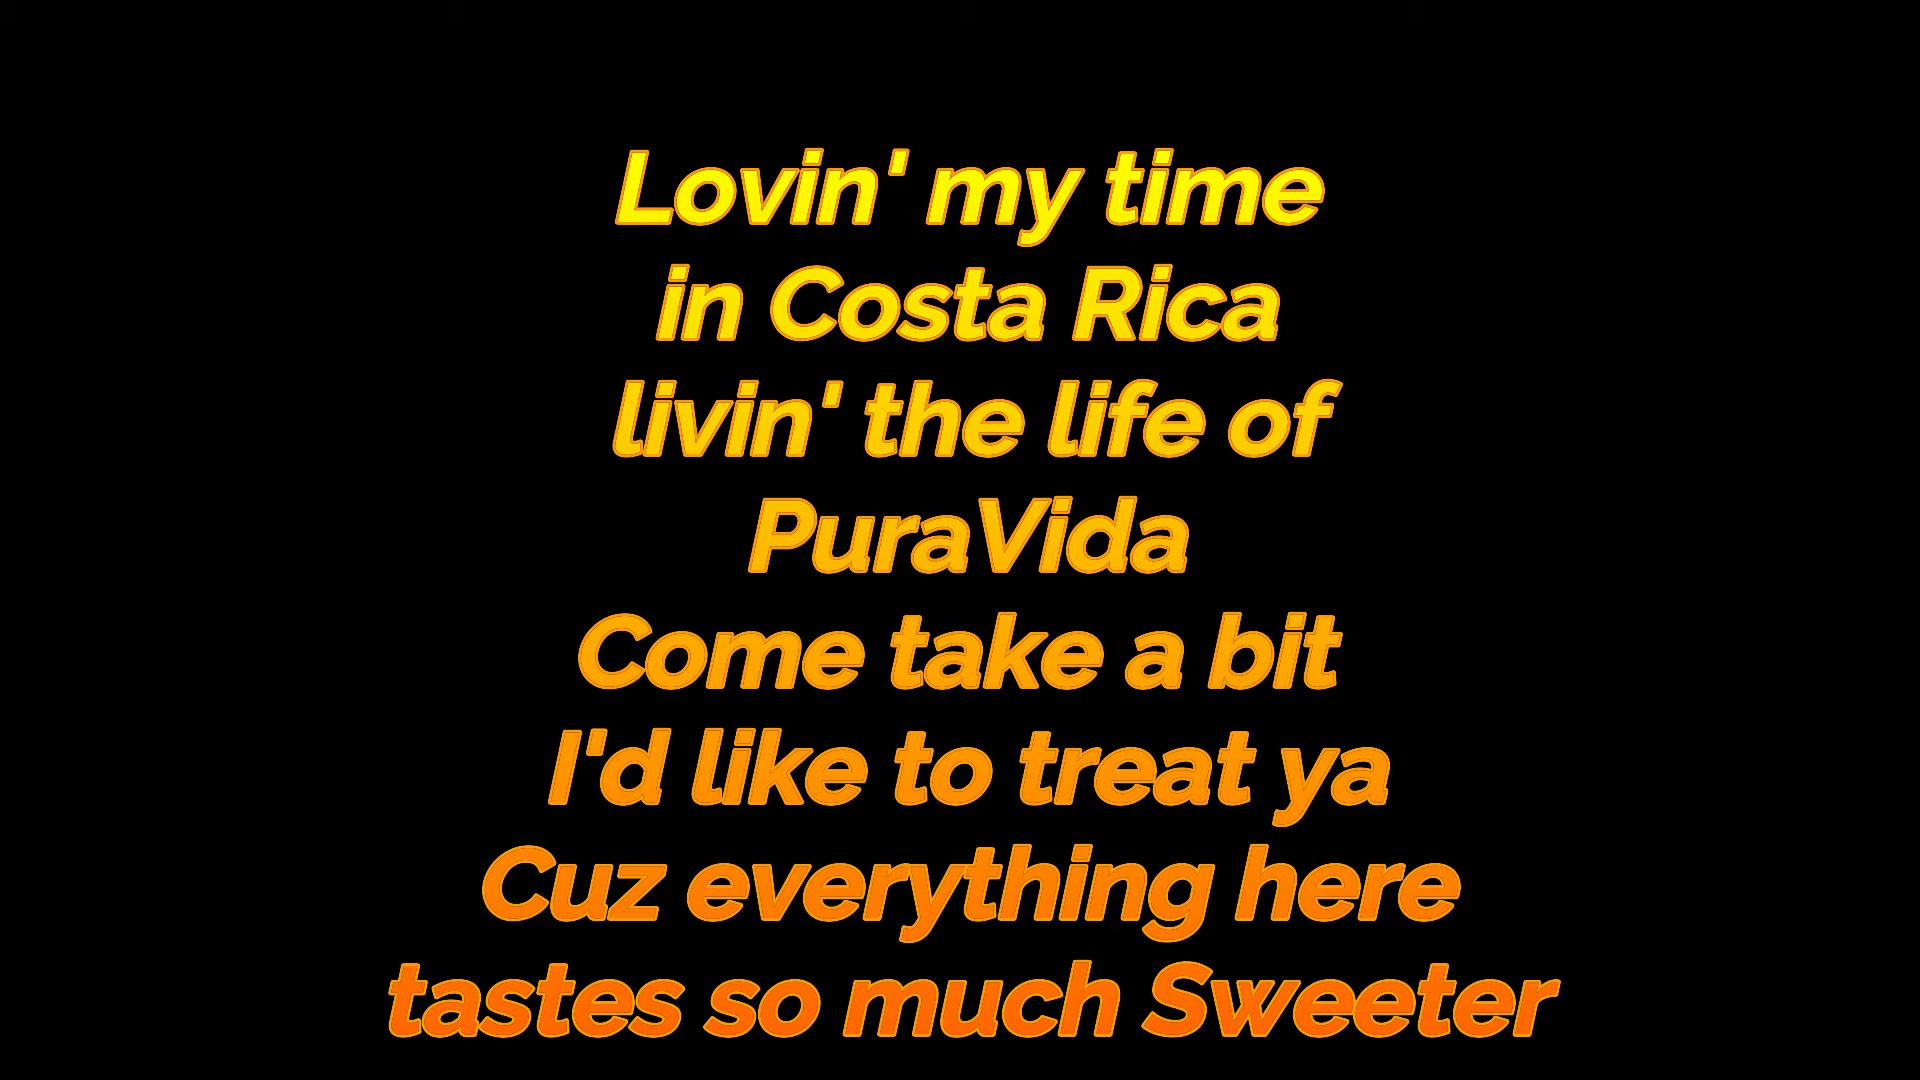 Lovin' my time
in Costa Rica
livin' the life of
PuraVida
Come take a bit
I'd like to treat ya
Cuz everything here
tastes so much Sweeter